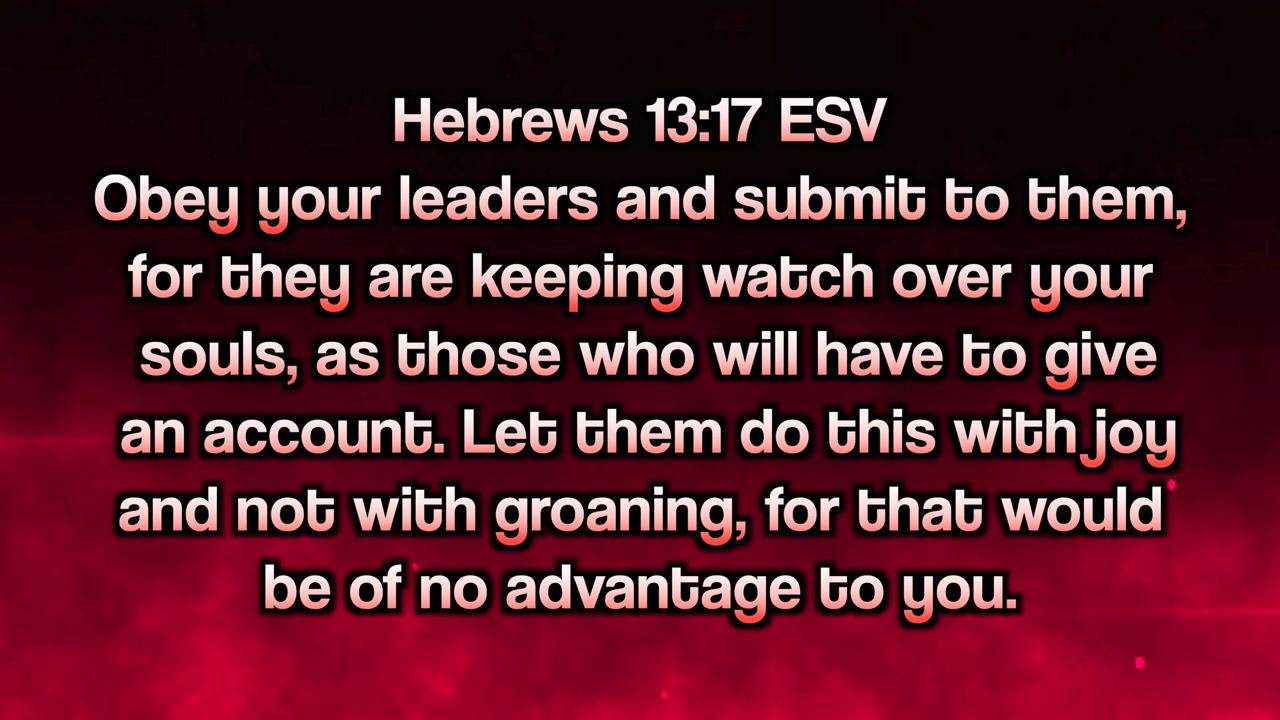 Hebrews 13:17 ESV
Obey your leaders and submit to them,
for they are keeping watch over your
souls, as those who will have to give
an account. Let them do this with joy
and not with groaning, for that would
be of no advantage to you.